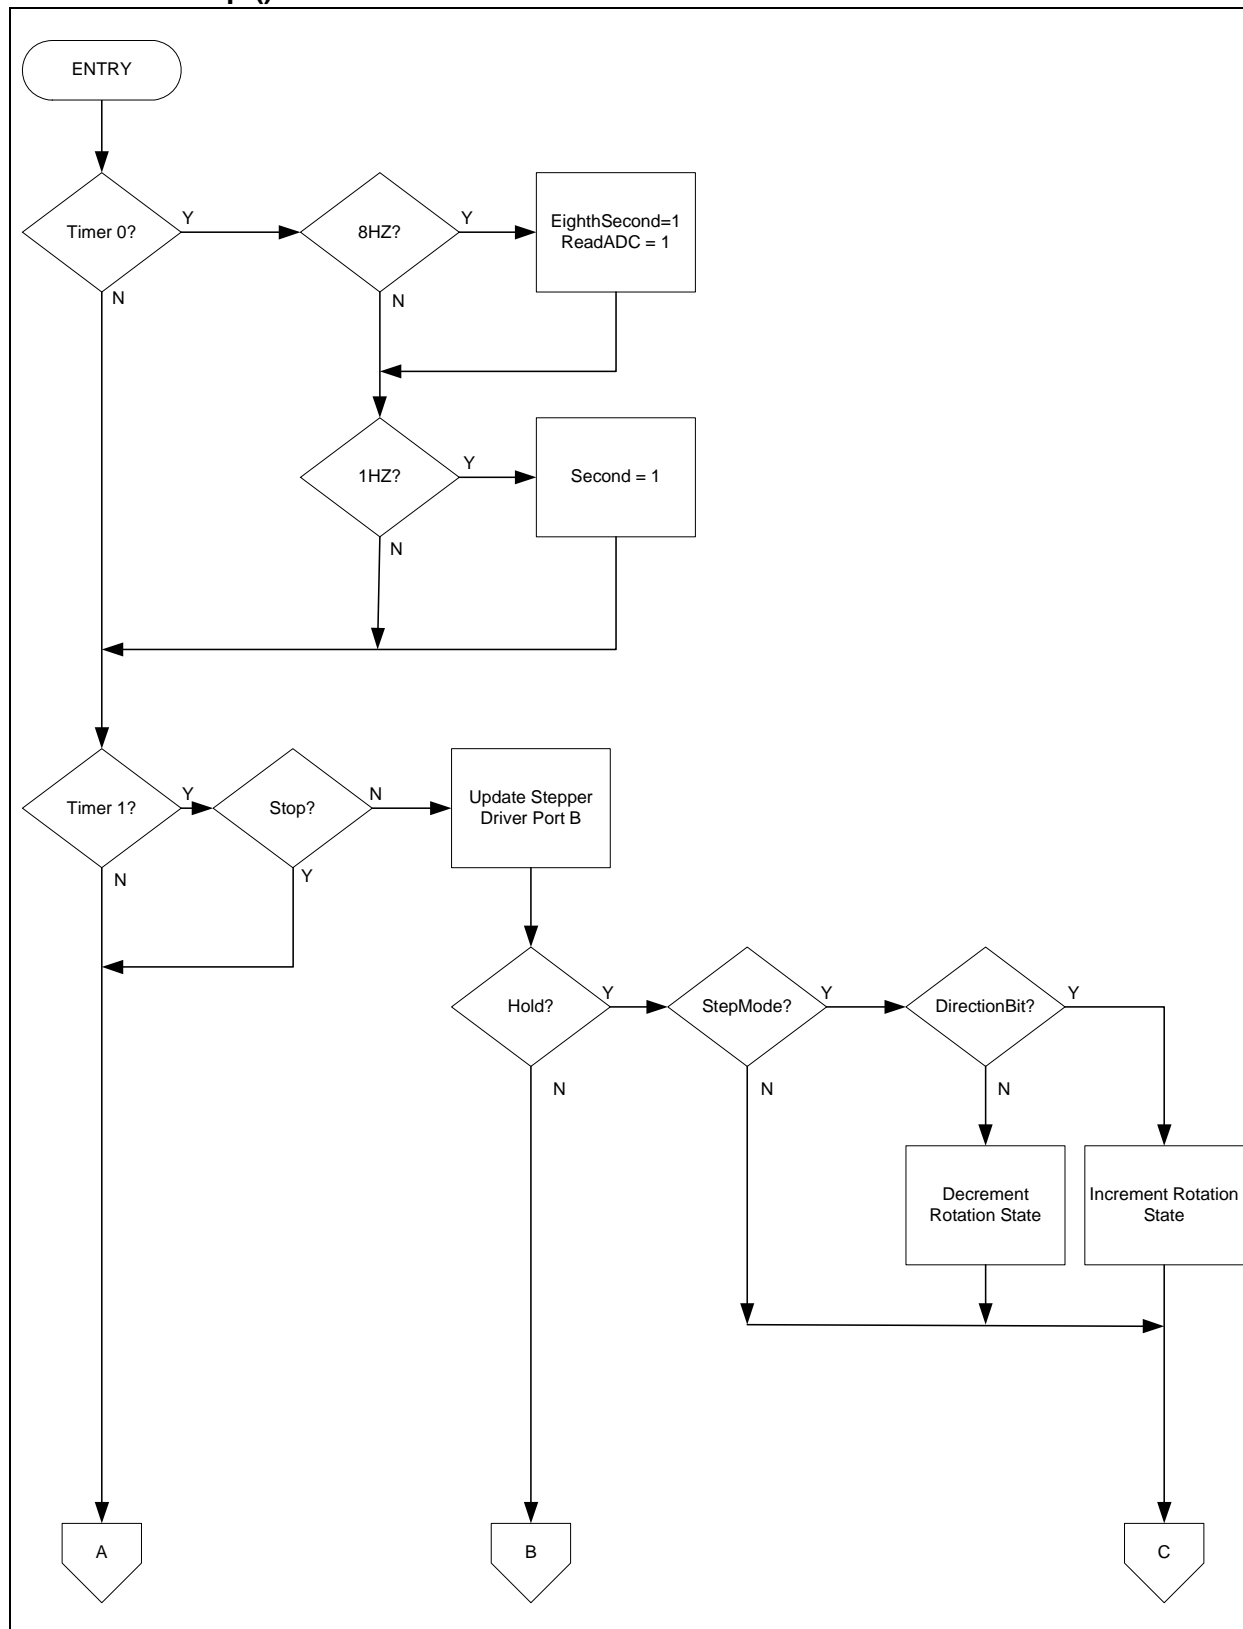 ENTRY
Timer 0?
Y
8HZ?
Y
EighthSecond=1
ReadADC = 1
N
N
1HZ?
Y
Second = 1
N
Timer 1?
Y
Stop?
N
Update Stepper
Driver Port B
N
Y
Hold?
Y
StepMode?
Y
DirectionBit?
Y
N
N
N
Decrement
Rotation State
Increment Rotation
State
A
B
C